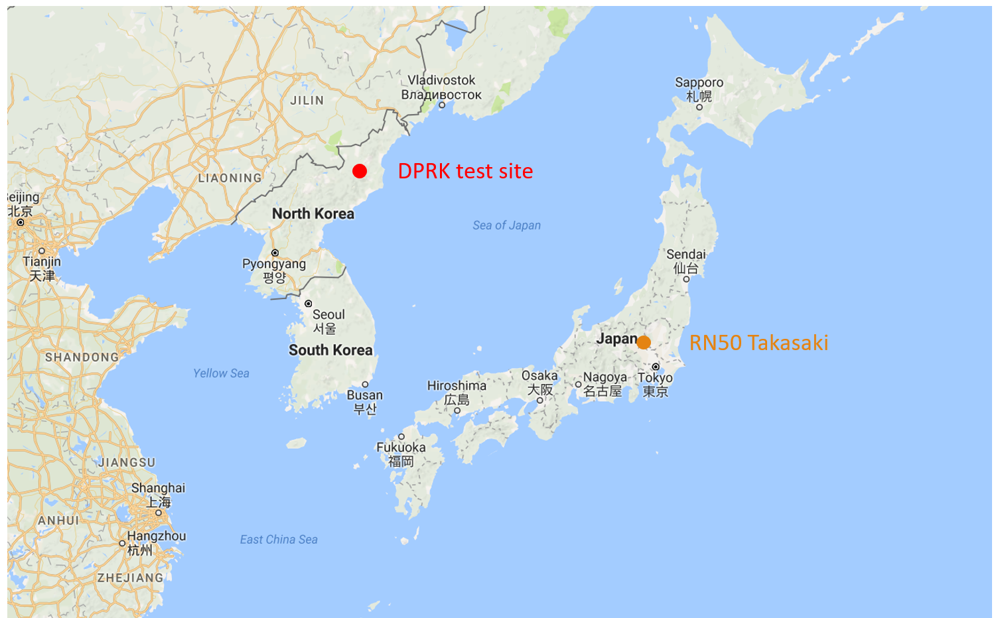 Vladivostok
Владивосток
Sapporo
札幌
JILIN
DPRK test site
LIAONING
eijing
北京
North Korea
Sea of Japan
Tianjin
天津
Pyongyang
평양
Sendai
仙台
Seoul
서울
Japan
RN50 Takasaki
South Korea
SHANDONG
Yellow Sea
Busan
부산
Hiroshima
広島
Osaka
大阪
Nagoya
名古屋
Tokyo
東京
Fukuoka
福岡
JIANGSU
Shanghai
上海
ANHUI
Hangzhou
杭州
East China Sea
ZHEJIANG